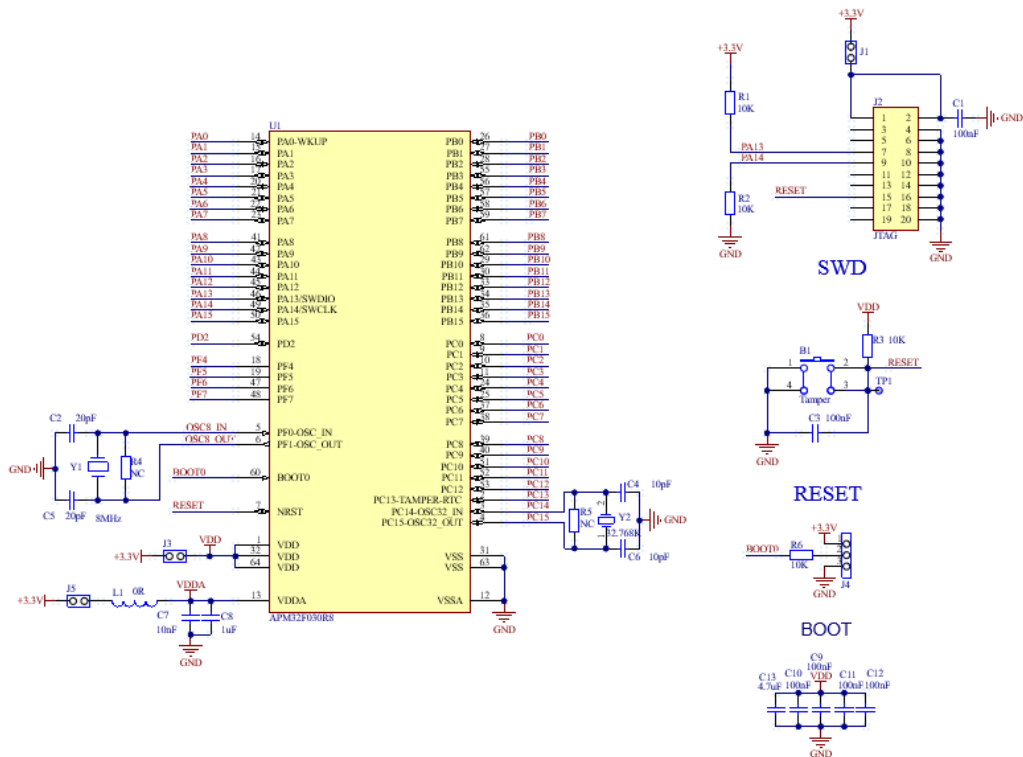 +3.3V
J1
+3.3V
R1
10K
J2
C1
100nF
GND
1 2
3 4
5 6
7 8
9 10
11 12
13 14
15 16
17 18
19 20
PA13
PA14
RESET
R2
10K
GND
JTAG
GND
SWD
U1
PA0 14 PA0-WKUP
PA1 PA1
PA2 16 PA2
PA3 PA3
PA4 20 PA4
PA5 PA5
PA6 PA6
PA7 PA7
PA8 41 PA8
PA9 PA9
PA10 PA10
PA11 PA11
PA12 PA12
PA13 46 PA13/SWDIO
PA14 PA14/SWCLK
PA15 PA15
PD2 54 PD2
PF4 18 PF4
PF5 19 PF5
PF6 47 PF6
PF7 48 PF7
OSC8 IN 5 PF0-OSC_IN
OSC8 OUT 6 PF1-OSC_OUT
BOOT0 60 BOOT0
RESET 7 NRST
1 VDD
32 VDD
64 VDD
13 VDDA
APM32F030R8
PB0 26 PB0
PB1 PB1
PB2 PB2
PB3 PB3
PB4 PB4
PB5 PB5
PB6 PB6
PB7 PB7
PB8 61 PB8
PB9 PB9
PB10 PB10
PB11 PB11
PB12 PB12
PB13 PB13
PB14 PB14
PB15 PB15
PC0 8 PC0
PC1 PC1
PC2 PC2
PC3 PC3
PC4 PC4
PC5 PC5
PC6 PC6
PC7 PC7
PC8 39 PC8
PC9 PC9
PC10 PC10
PC11 PC11
PC12 PC12
PC13-TAMPER-RTC PC13
PC14-OSC32_IN PC14
PC15-OSC32_OUT PC15
VSS 31
VSS 63
VSSA 12
GND
C2 20pF
GND
Y1
R4
NC
C5 20pF
8MHz
+3.3V
J3
VDD
+3.3V
J5
L1 0R
VDDA
C7
10nF
C8
1uF
GND
R5
NC
C4 10pF
2
Y2
32.768K
1
GND
C6 10pF
VDD
R3 10K
B1
1 2
4 3
RESET
TP1
Tamper
C3 100nF
GND
RESET
+3.3V
BOOT0
R6
10K
J4
GND
BOOT
C9
100nF
VDD
C13
4.7uF
C10
100nF
C11
100nF
C12
100nF
GND